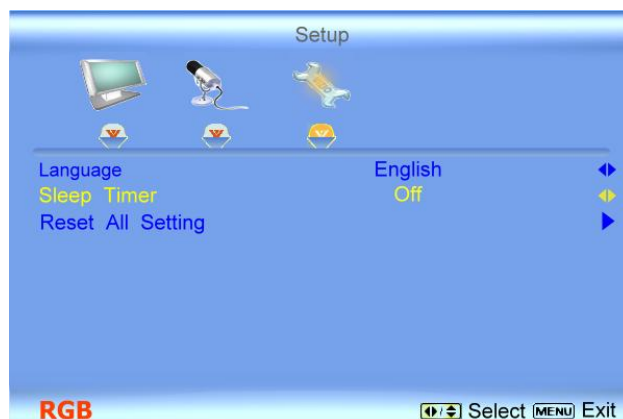 Setup
Language English
Sleep Timer Off
Reset All Setting
RGB Select MENU Exit